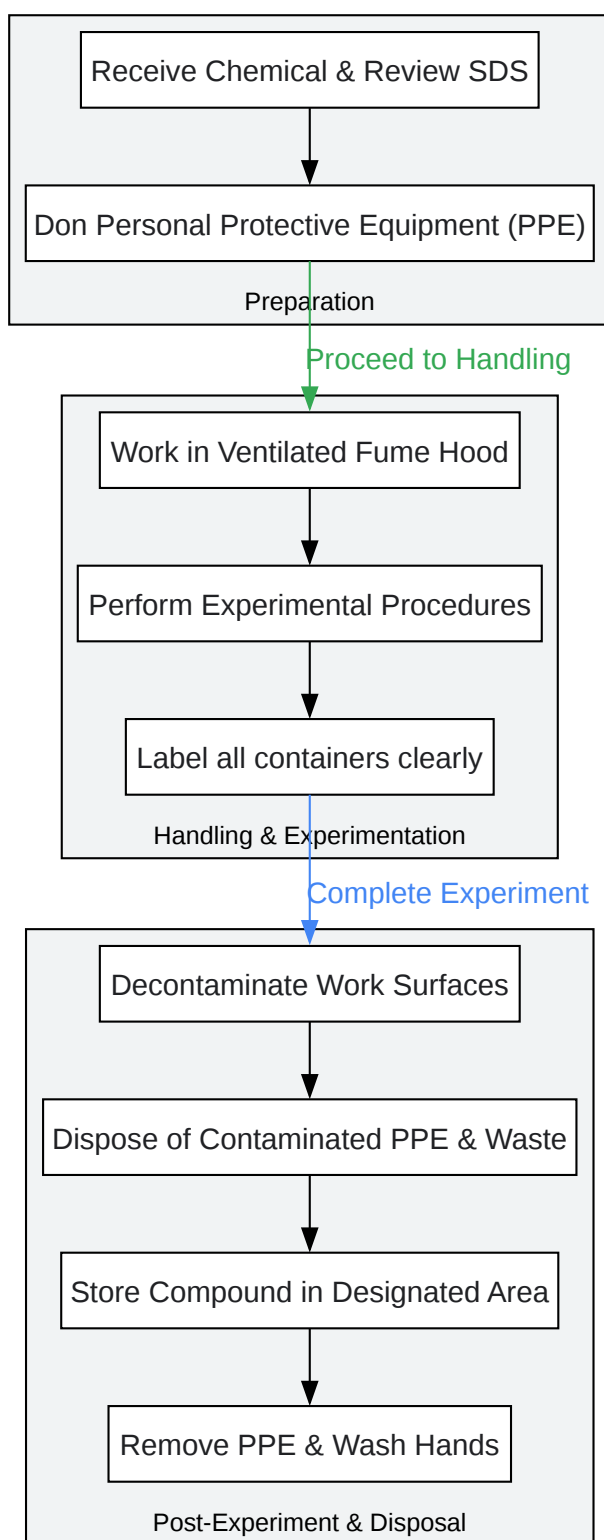 Receive Chemical & Review SDS
Don Personal Protective Equipment (PPE)
Preparation
Proceed to Handling
Work in Ventilated Fume Hood
Perform Experimental Procedures
Label all containers clearly
Handling & Experimentation
Complete Experiment
Decontaminate Work Surfaces
Dispose of Contaminated PPE & Waste
Store Compound in Designated Area
Remove PPE & Wash Hands
Post-Experiment & Disposal